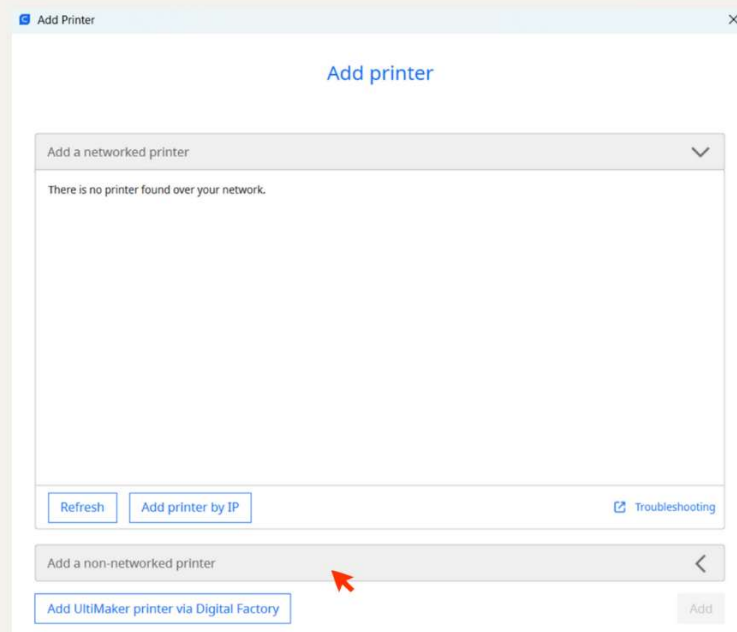 Add Printer
Add printer
Add a networked printer
There is no printer found over your network.
Refresh
Add printer by IP
Troubleshooting
Add a non-networked printer
Add UltiMaker printer via Digital Factory
Add